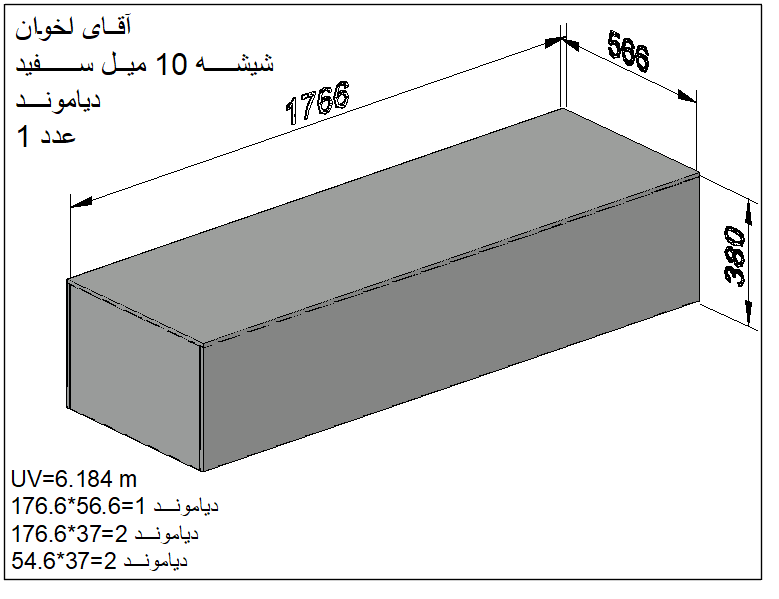 آقای لخوان
شیشه 10 میل سفید
دیاموند
1 عدد
1766
566
380
UV=6.184 m
176.6*56.6=1 دیاموند
176.6*37=2 دیاموند
54.6*37=2 دیاموند